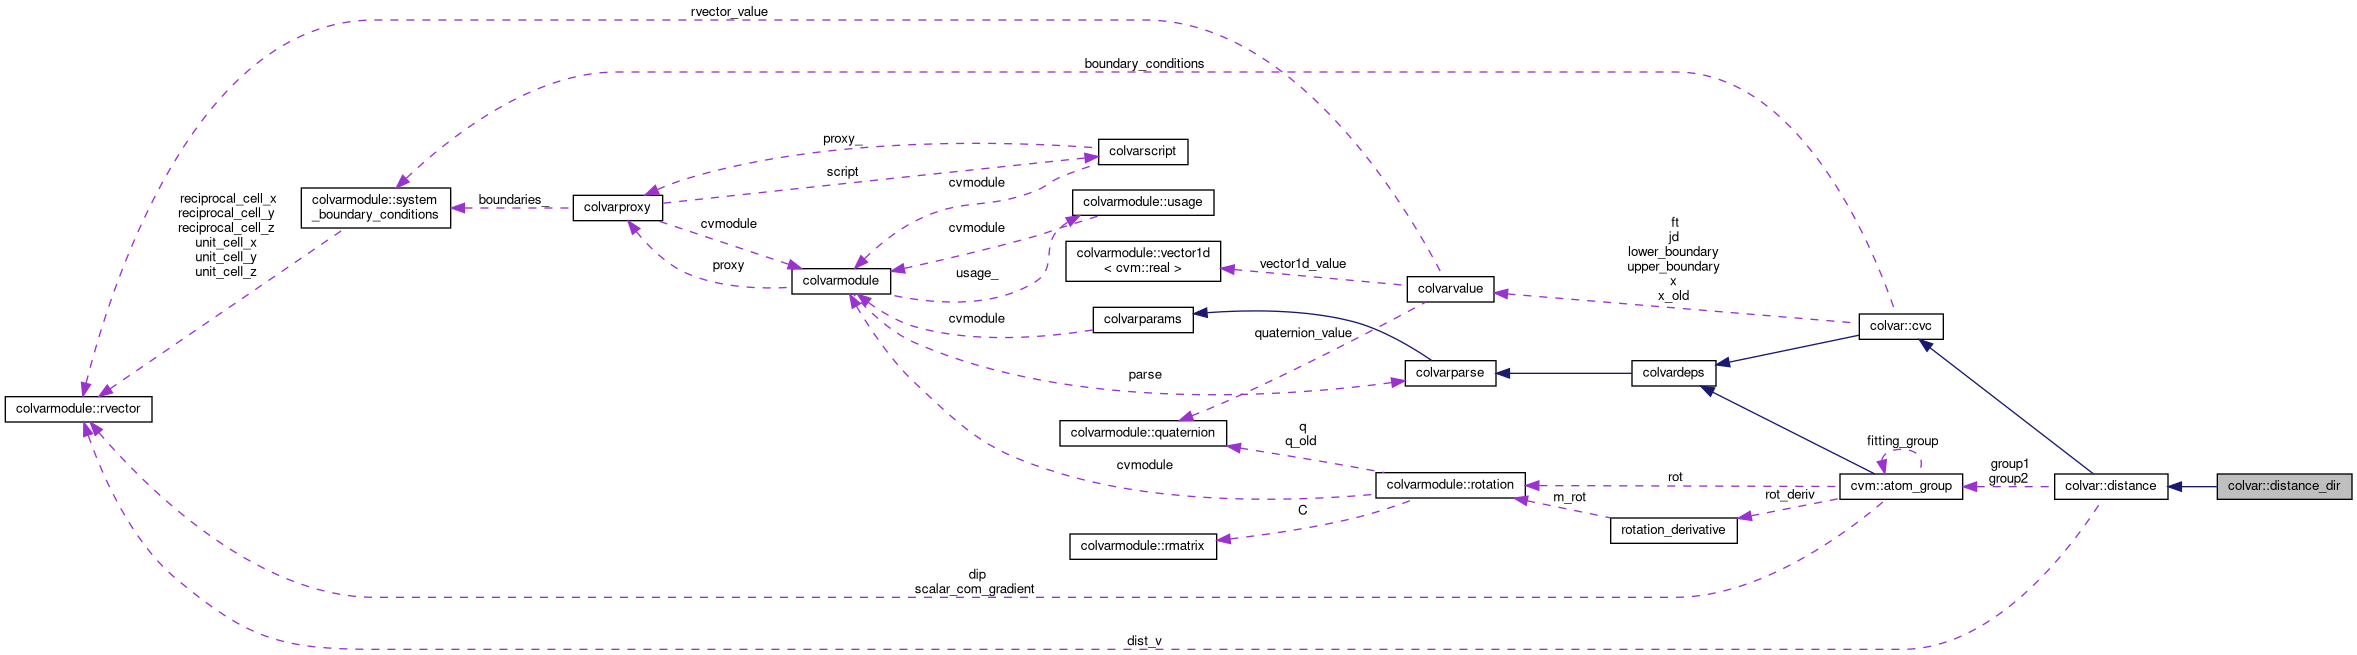 rvector_value
boundary_conditions
proxy_
colvarscript
script
cvmodule
reciprocal_cell_x
reciprocal_cell_y
reciprocal_cell_z
unit_cell_x
unit_cell_y
unit_cell_z
colvarmodule::system
_boundary_conditions
boundaries_
colvarproxy
colvarmodule::usage
cvmodule
cvmodule
proxy
usage_
colvarmodule
colvarmodule::vector1d
< cvm::real >
vector1d_value
colvarvalue
ft
jd
lower_boundary
upper_boundary
x
x_old
colvarparams
cvmodule
quaternion_value
colvar::cvc
parse
colvarparse
colvardeps
colvarmodule::rvector
colvarmodule::quaternion
q
q_old
cvmodule
colvarmodule::rotation
C
colvarmodule::rmatrix
m_rot
rot
rot_deriv
rotation_derivative
fitting_group
cvm::atom_group
group1
group2
colvar::distance
colvar::distance_dir
dip
scalar_com_gradient
dist_v